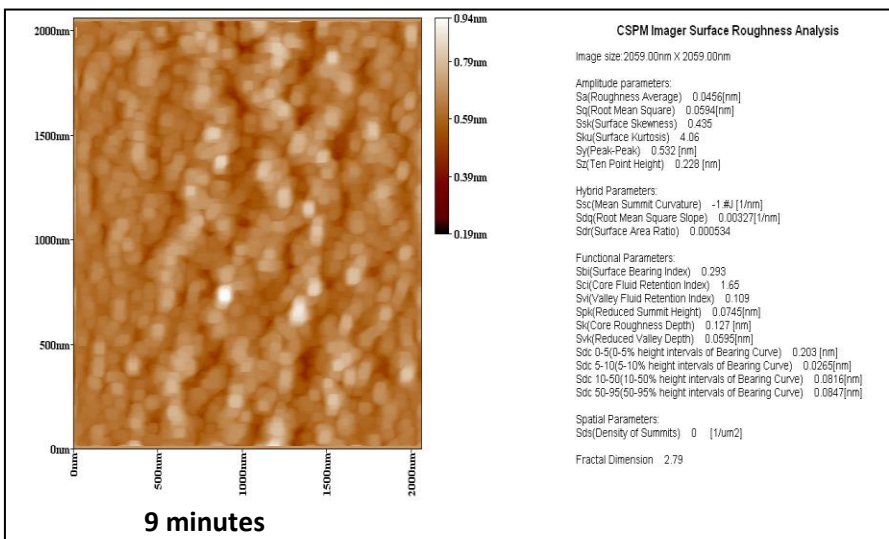 2000nm
1500nm
1000nm
500nm
0nm
0nm
500nm
1000nm
1500nm
2000nm
0.94nm
0.79nm
0.59nm
0.39nm
0.19nm
9 minutes
CSPM Imager Surface Roughness Analysis
Image size:2059.00nm X 2059.00nm
Amplitude parameters:
Sa(Roughness Average) 0.0456[nm]
Sq(Root Mean Square) 0.0594[nm]
Ssk(Surface Skewness) 0.435
Sku(Surface Kurtosis) 4.06
Sy(Peak-Peak) 0.532 [nm]
Sz(Ten Point Height) 0.228 [nm]
Hybrid Parameters:
Ssc(Mean Summit Curvature) -1.#J [1/nm]
Sdq(Root Mean Square Slope) 0.00327[1/nm]
Sdr(Surface Area Ratio) 0.000534
Functional Parameters:
Sbi(Surface Bearing Index) 0.293
Sci(Core Fluid Retention Index) 1.65
Svi(Valley Fluid Retention Index) 0.109
Spk(Reduced Summit Height) 0.0745[nm]
Sk(Core Roughness Depth) 0.127 [nm]
Svk(Reduced Valley Depth) 0.0595[nm]
Sdc 0-5(0-5% height intervals of Bearing Curve) 0.203 [nm]
Sdc 5-10(5-10% height intervals of Bearing Curve) 0.0265[nm]
Sdc 10-50(10-50% height intervals of Bearing Curve) 0.0816[nm]
Sdc 50-95(50-95% height intervals of Bearing Curve) 0.0847[nm]
Spatial Parameters:
Sds(Density of Summits) 0 [1/um2]
Fractal Dimension 2.79